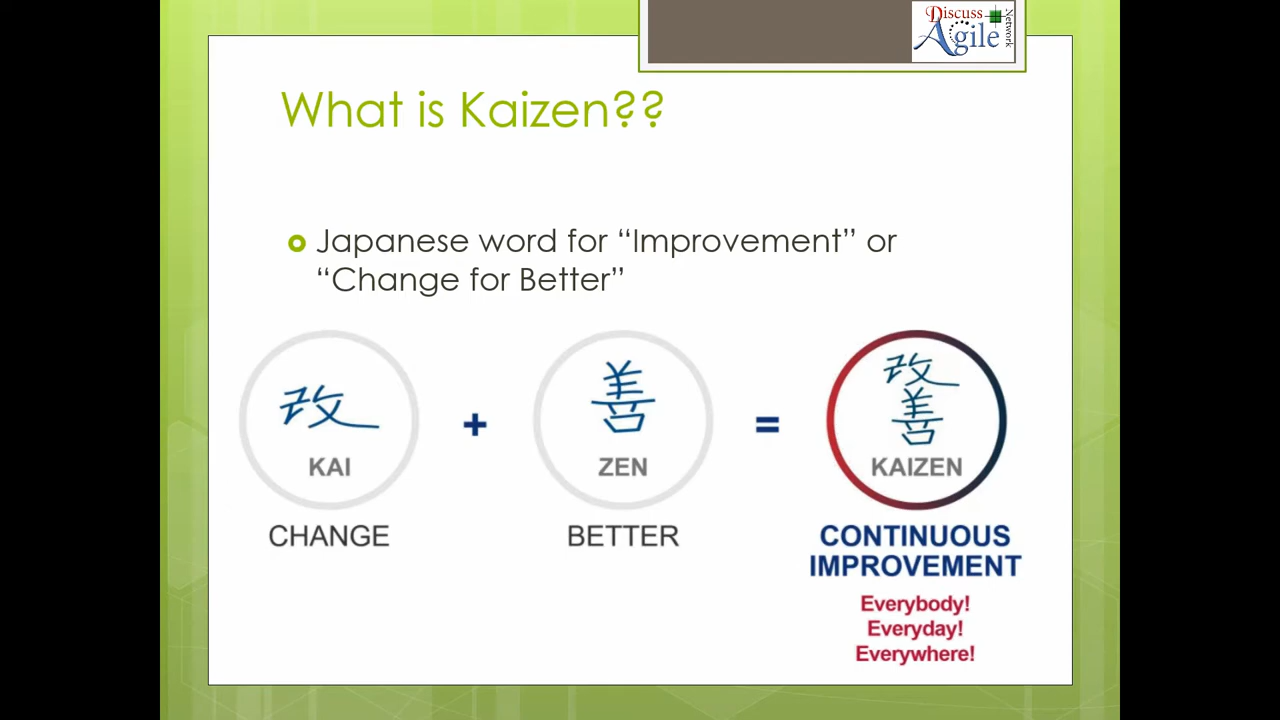 Discuss
Agile
Network
What is Kaizen??
Japanese word for “Improvement” or
“Change for Better”
改
KAI
CHANGE
+
善
ZEN
BETTER
=
改
善
KAIZEN
CONTINUOUS
IMPROVEMENT
Everybody!
Everyday!
Everywhere!